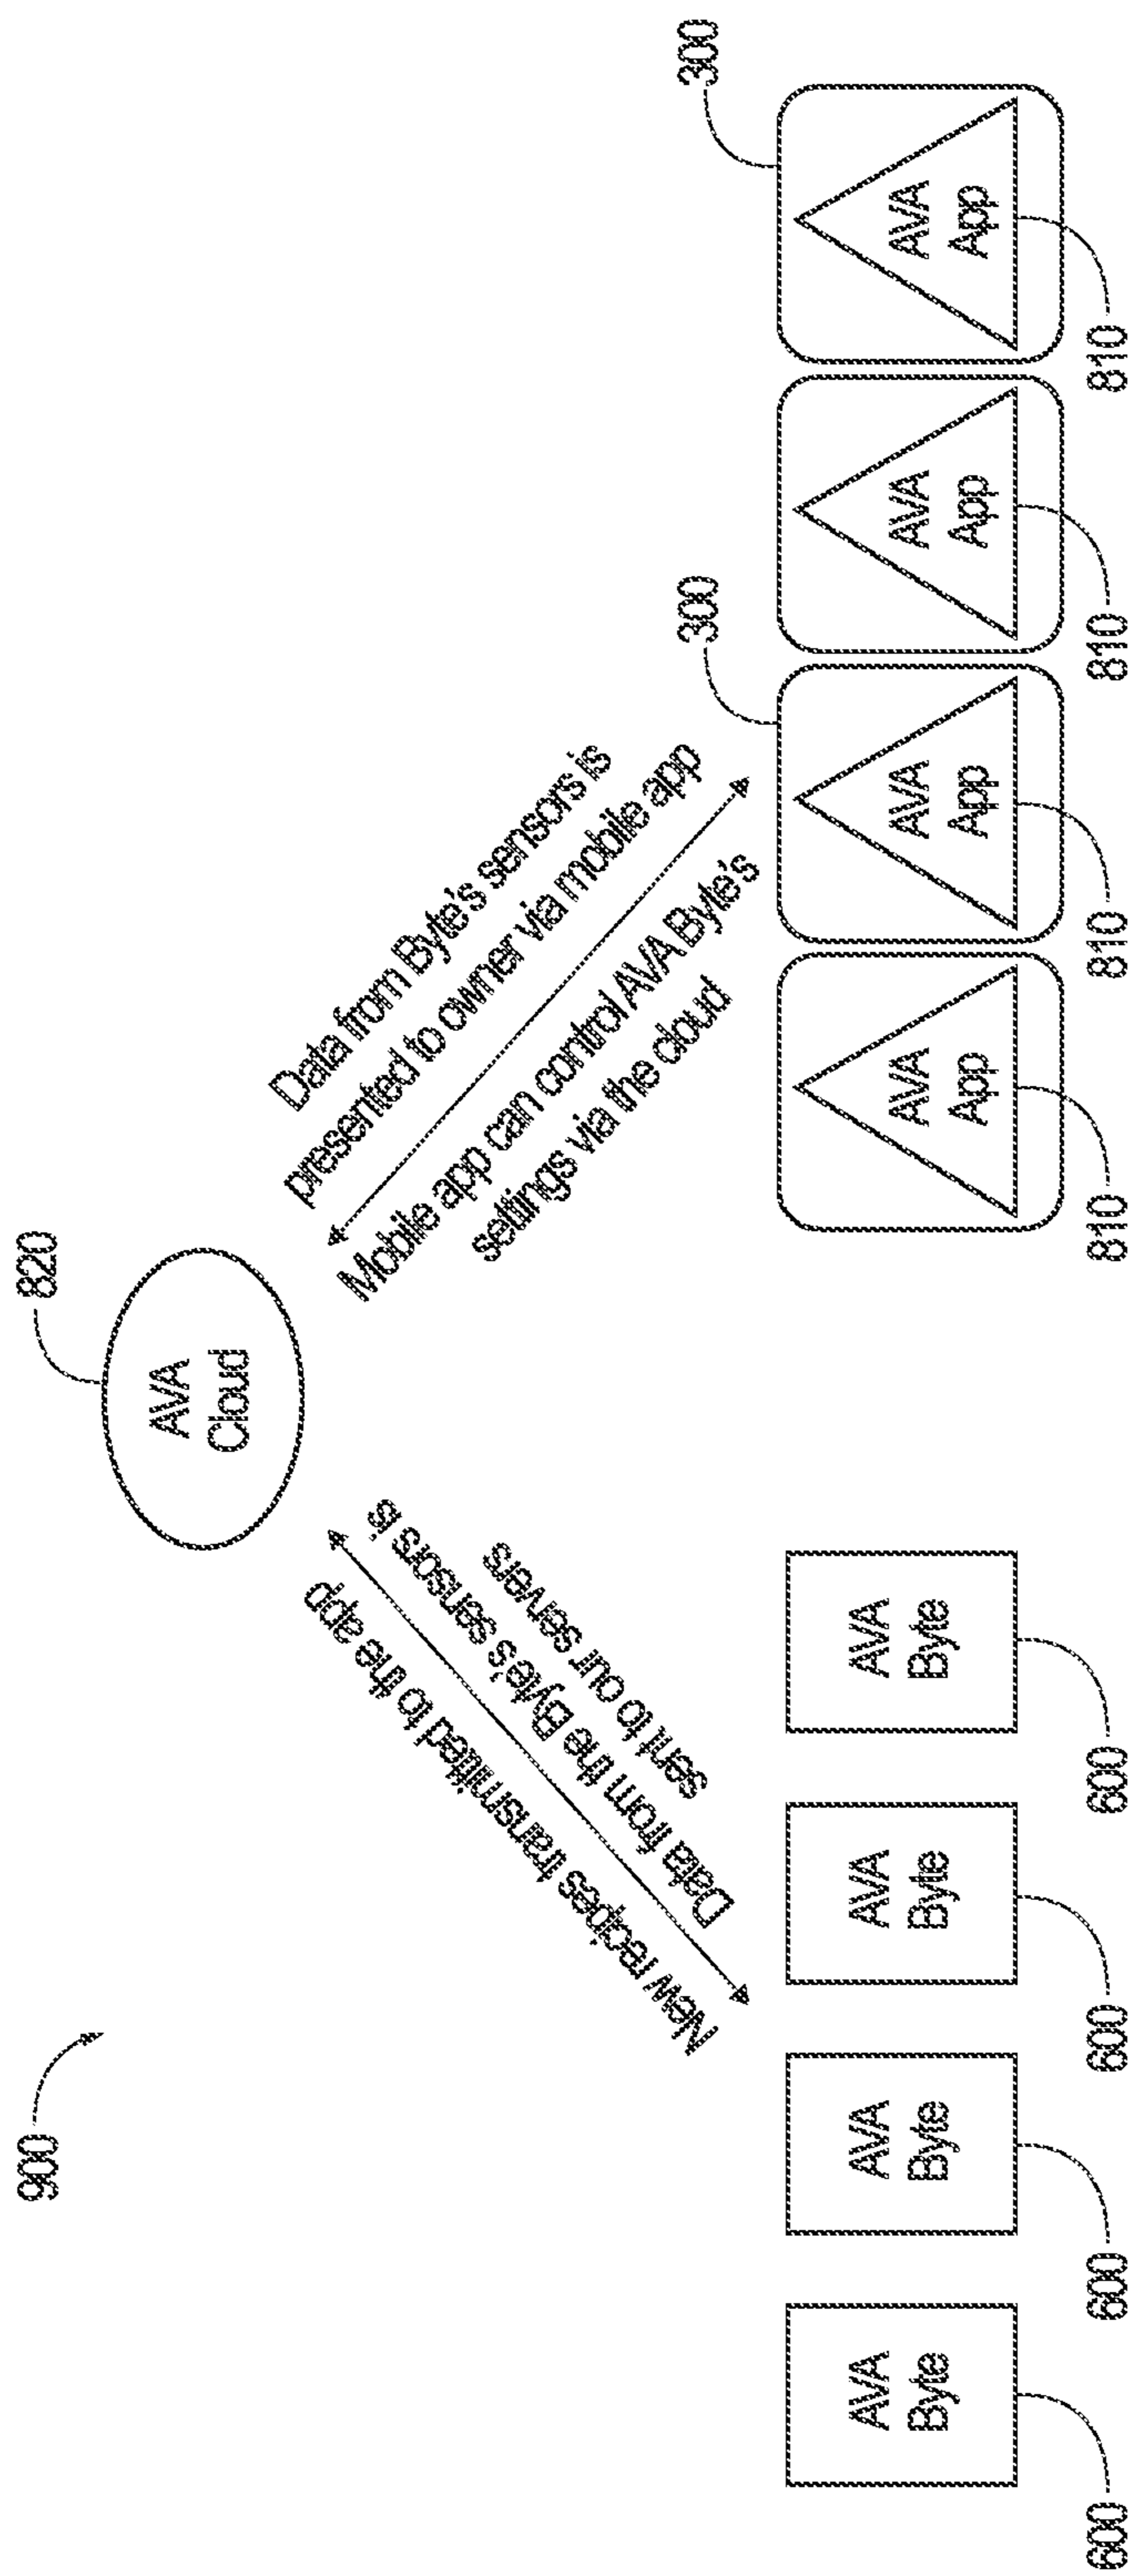 900
820
AVA
Cloud
New recipes transmitted to the app
Data from the Byte's sensors is
sent to our servers
Data from Byte's sensors is
presented to owner via mobile app
Mobile app can control AVA Byte's
settings via the cloud
300
300
AVA
Byte
AVA
Byte
AVA
Byte
AVA
Byte
AVA
App
AVA
App
AVA
App
AVA
App
600
600
600
600
810
810
810
810